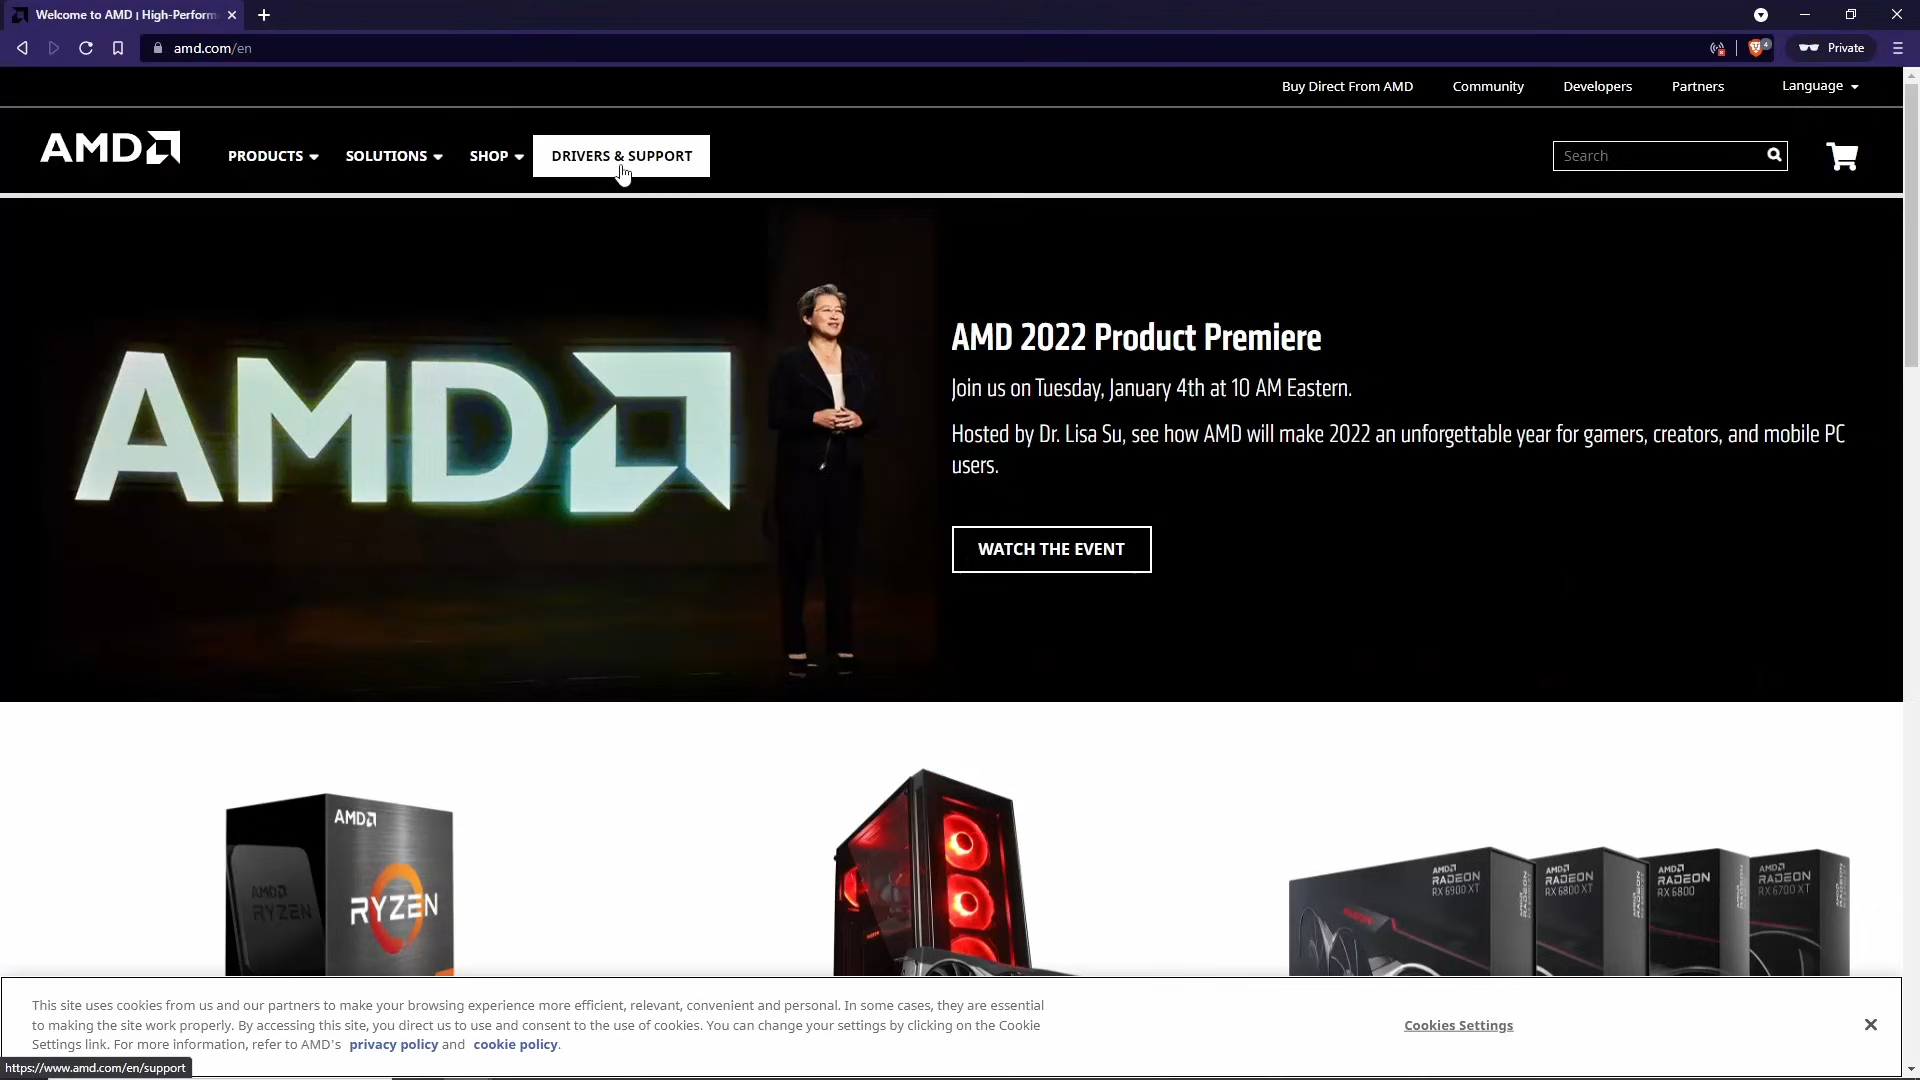 Welcome to AMD | High-Perform
amd.com/en
4
Private
Buy Direct From AMD
Community
Developers
Partners
Language
AMD
PRODUCTS
SOLUTIONS
SHOP
DRIVERS & SUPPORT
Search
AMD
AMD 2022 Product Premiere
Join us on Tuesday, January 4th at 10 AM Eastern.
Hosted by Dr. Lisa Su, see how AMD will make 2022 an unforgettable year for gamers, creators, and mobile PC
users.
WATCH THE EVENT
AMD
AMD
RYZEN
RYZEN
AMD
RADEON
RX 6900 XT
RADEON
AMD
RADEON
RX 6800 XT
RADEON
AMD
RADEON
RX 6800
RADEON
AMD
RADEON
RX 6700 XT
This site uses cookies from us and our partners to make your browsing experience more efficient, relevant, convenient and personal. In some cases, they are essential
to making the site work properly. By accessing this site, you direct us to use and consent to the use of cookies. You can change your settings by clicking on the Cookie
Settings link. For more information, refer to AMD's privacy policy and cookie policy.
Cookies Settings
https://www.amd.com/en/support